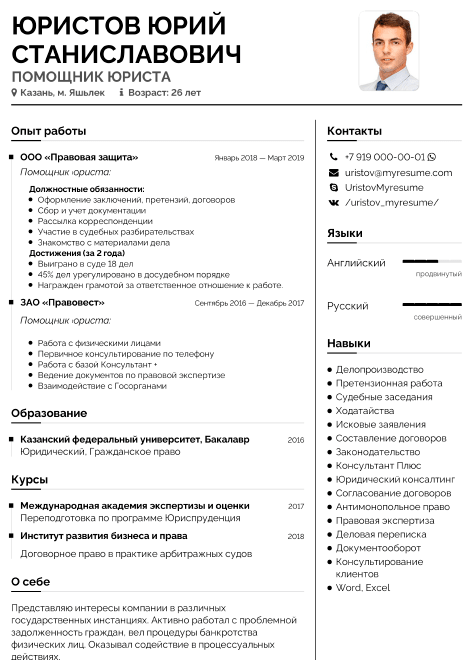 ЮРИСТОВ ЮРИЙ
СТАНИСЛАВОВИЧ
ПОМОЩНИК ЮРИСТА
Казань, м. Яшьлек Возраст: 26 лет
Опыт работы
ООО «Правовая защита» Январь 2018 — Март 2019
Помощник юриста:
Должностные обязанности:
Оформление заключений, претензий, договоров
Сбор и учет документации
Рассылка корреспонденции
Участие в судебных разбирательствах
Знакомство с материалами дела
Достижения (за 2 года)
Выиграно в суде 18 дел
45% дел урегулировано в досудебном порядке
Награжден грамотой за ответственное отношение к работе.
ЗАО «Правовест» Сентябрь 2016 — Декабрь 2017
Помощник юриста:
Работа с физическими лицами
Первичное консультирование по телефону
Работа с базой Консультант +
Ведение документов по правовой экспертизе
Взаимодействие с Госорганами
Образование
Казанский федеральный университет, Бакалавр 2016
Юридический, Гражданское право
Курсы
Международная академия экспертизы и оценки 2017
Переподготовка по программе Юриспруденция
Институт развития бизнеса и права 2018
Договорное право в практике арбитражных судов
О себе
Представляю интересы компании в различных
государственных инстанциях. Активно работал с проблемной
задолженность граждан, вел процедуры банкротства
физических лиц. Оказывал содействие в процессуальных
действиях.
Контакты
+7 919 000-00-01
uristov@myresume.com
UristovMyresume
/uristov_myresume/
Языки
Английский
продвинутый
Русский
совершенный
Навыки
Делопроизводство
Претензионная работа
Судебные заседания
Ходатайства
Исковые заявления
Составление договоров
Законодательство
Консультант Плюс
Юридический консалтинг
Согласование договоров
Антимонопольное право
Правовая экспертиза
Деловая переписка
Документооборот
Консультирование
клиентов
Word, Excel